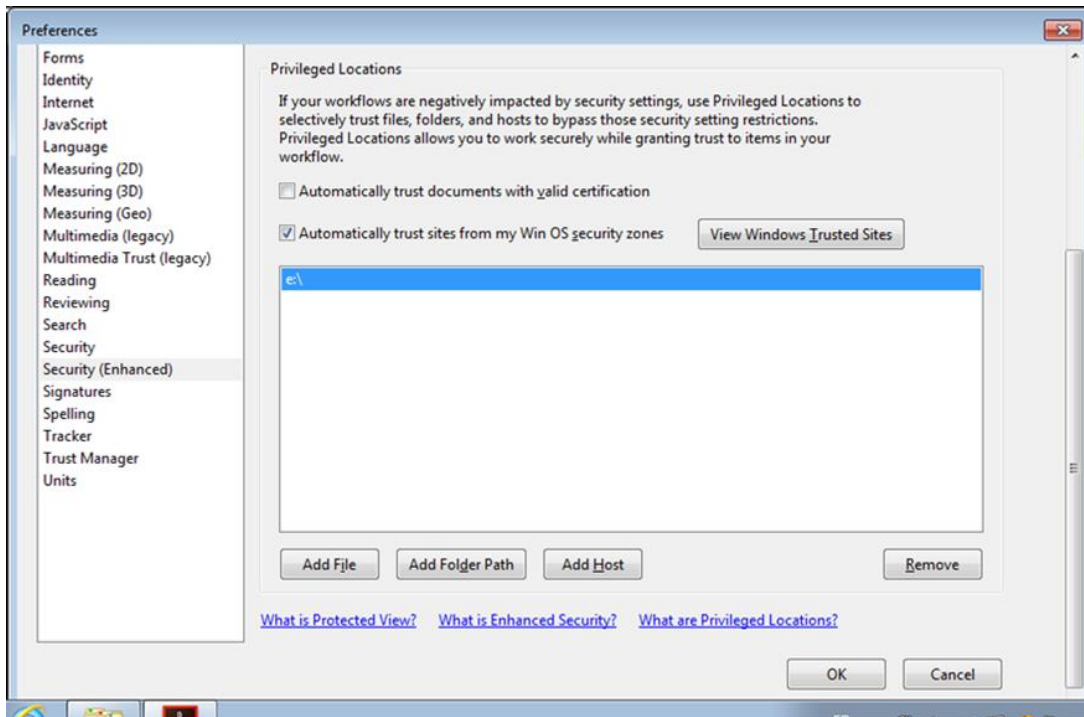 Preferences
Forms
Identity
Internet
JavaScript
Language
Measuring (2D)
Measuring (3D)
Measuring (Geo)
Multimedia (legacy)
Multimedia Trust (legacy)
Reading
Reviewing
Search
Security
Security (Enhanced)
Signatures
Spelling
Tracker
Trust Manager
Units
Privileged Locations
If your workflows are negatively impacted by security settings, use Privileged Locations to
selectively trust files, folders, and hosts to bypass those security setting restrictions.
Privileged Locations allows you to work securely while granting trust to items in your
workflow.
Automatically trust documents with valid certification
Automatically trust sites from my Win OS security zones
View Windows Trusted Sites
e:\
Add File
Add Folder Path
Add Host
Remove
What is Protected View?
What is Enhanced Security?
What are Privileged Locations?
OK
Cancel